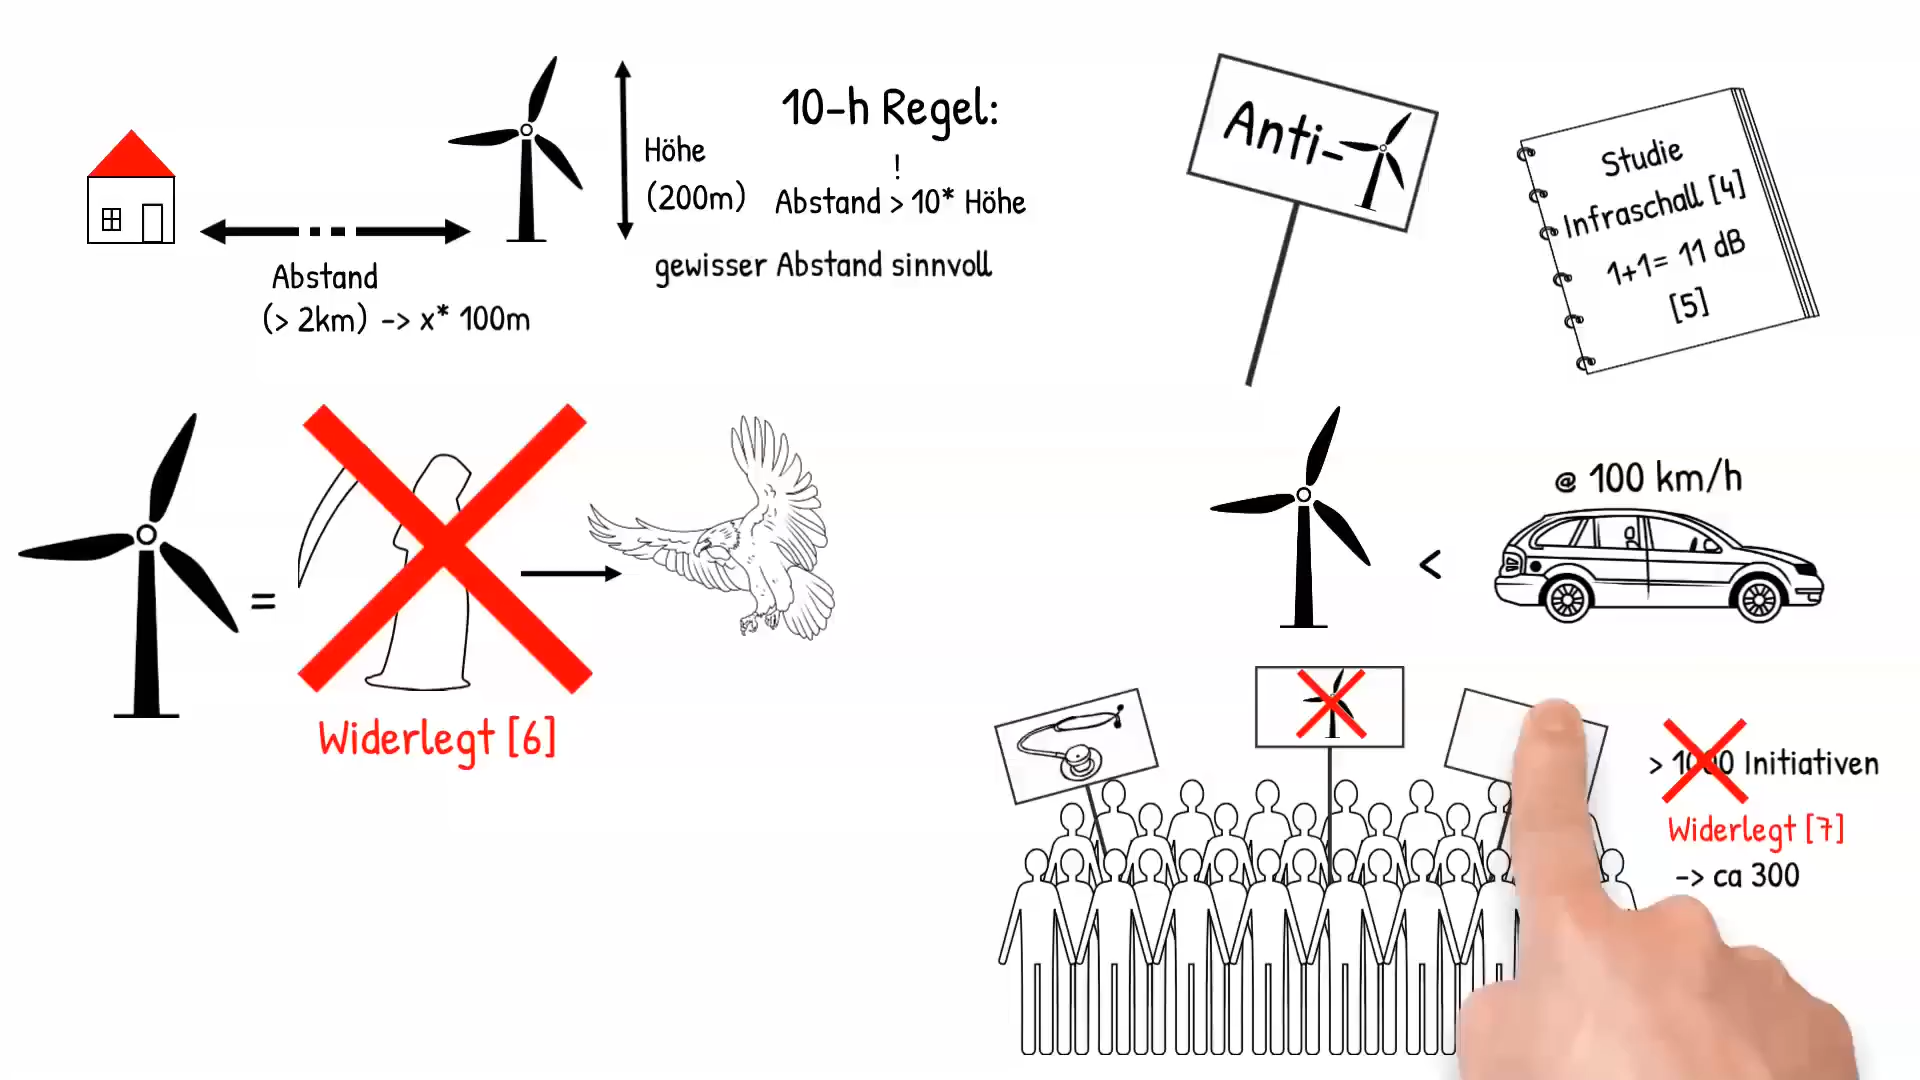 10-h Regel:
!
Abstand > 10* Höhe
Höhe
(200m)
gewisser Abstand sinnvoll
Abstand
(> 2km) -> x* 100m
Anti-
Studie
Infraschall [4]
1+1= 11 dB
[5]
=
Widerlegt [6]
@ 100 km/h
<
> 1000 Initiativen
Widerlegt [7]
-> ca 300